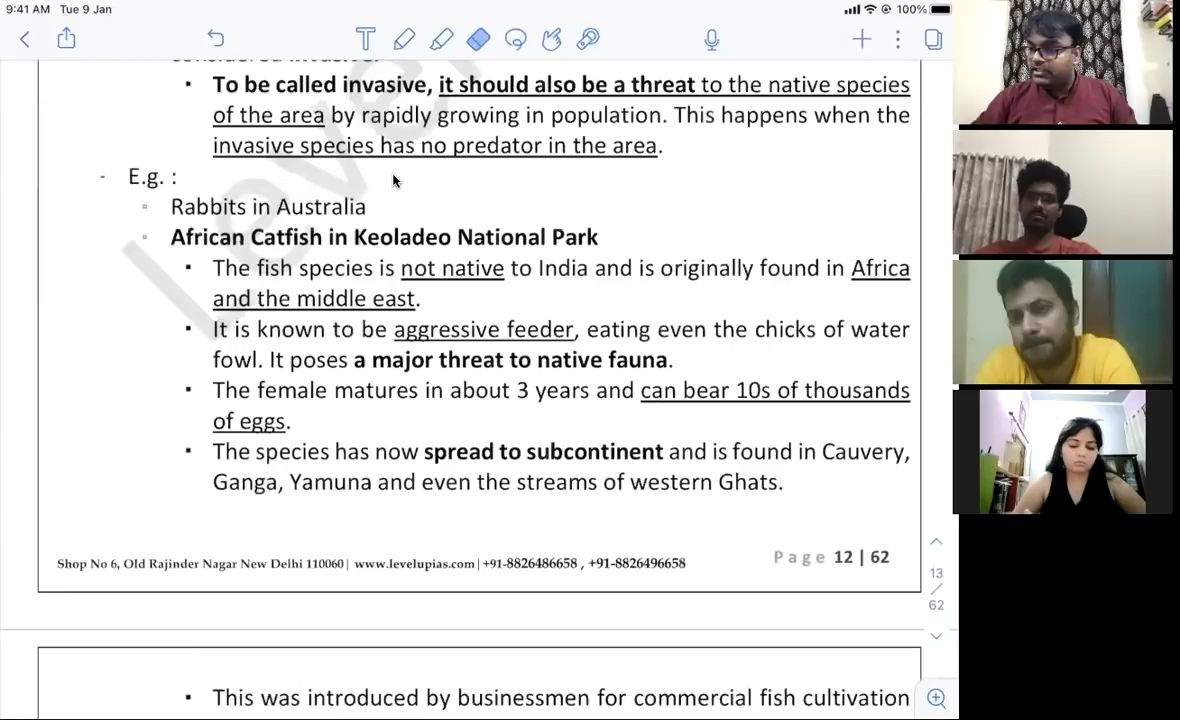 9:41 AM Tue 9 Jan 100%
considered invasive.
▪ To be called invasive, it should also be a threat to the native species
of the area by rapidly growing in population. This happens when the
invasive species has no predator in the area.
- E.g. :
▫ Rabbits in Australia
▫ African Catfish in Keoladeo National Park
▪ The fish species is not native to India and is originally found in Africa
and the middle east.
▪ It is known to be aggressive feeder, eating even the chicks of water
fowl. It poses a major threat to native fauna.
▪ The female matures in about 3 years and can bear 10s of thousands
of eggs.
▪ The species has now spread to subcontinent and is found in Cauvery,
Ganga, Yamuna and even the streams of western Ghats.
Shop No 6, Old Rajinder Nagar New Delhi 110060| www.levelupias.com | +91-8826486658 , +91-8826496658
Page 12 | 62
13
/
62
▪ This was introduced by businessmen for commercial fish cultivation
Leve